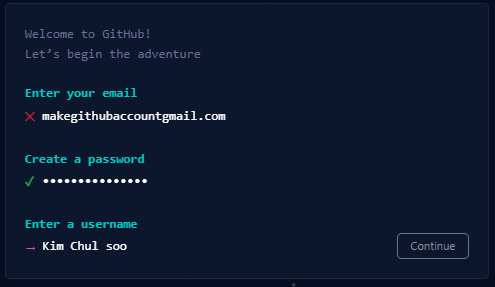 Welcome to GitHub!
Let’s begin the adventure
Enter your email
makegithubaccountgmail.com
Create a password
•••••••••••••••
Enter a username
→ Kim Chul soo
Continue